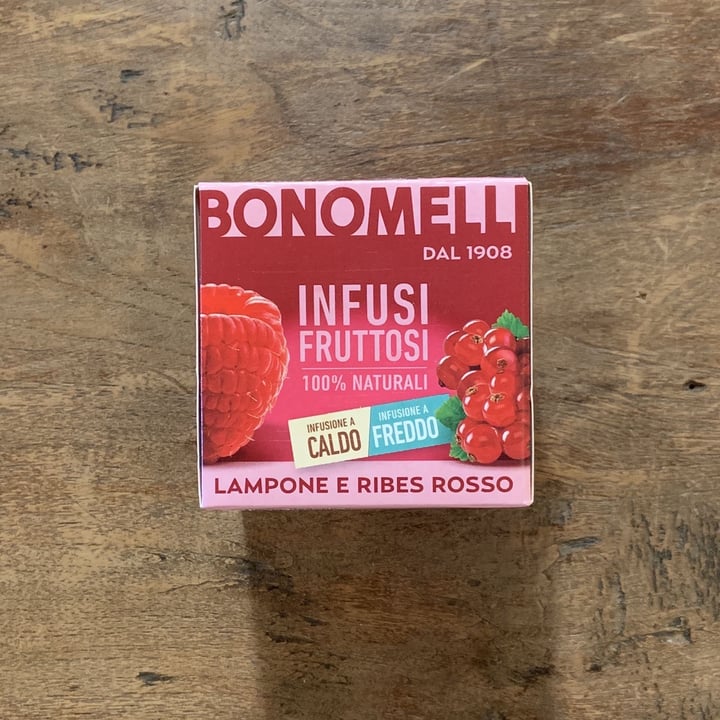 BONOMELLI
DAL 1908
INFUSI
FRUTTOSI
100% NATURALI
INFUSIONE A
CALDO
INFUSIONE A
FREDDO
LAMPONE E RIBES ROSSO